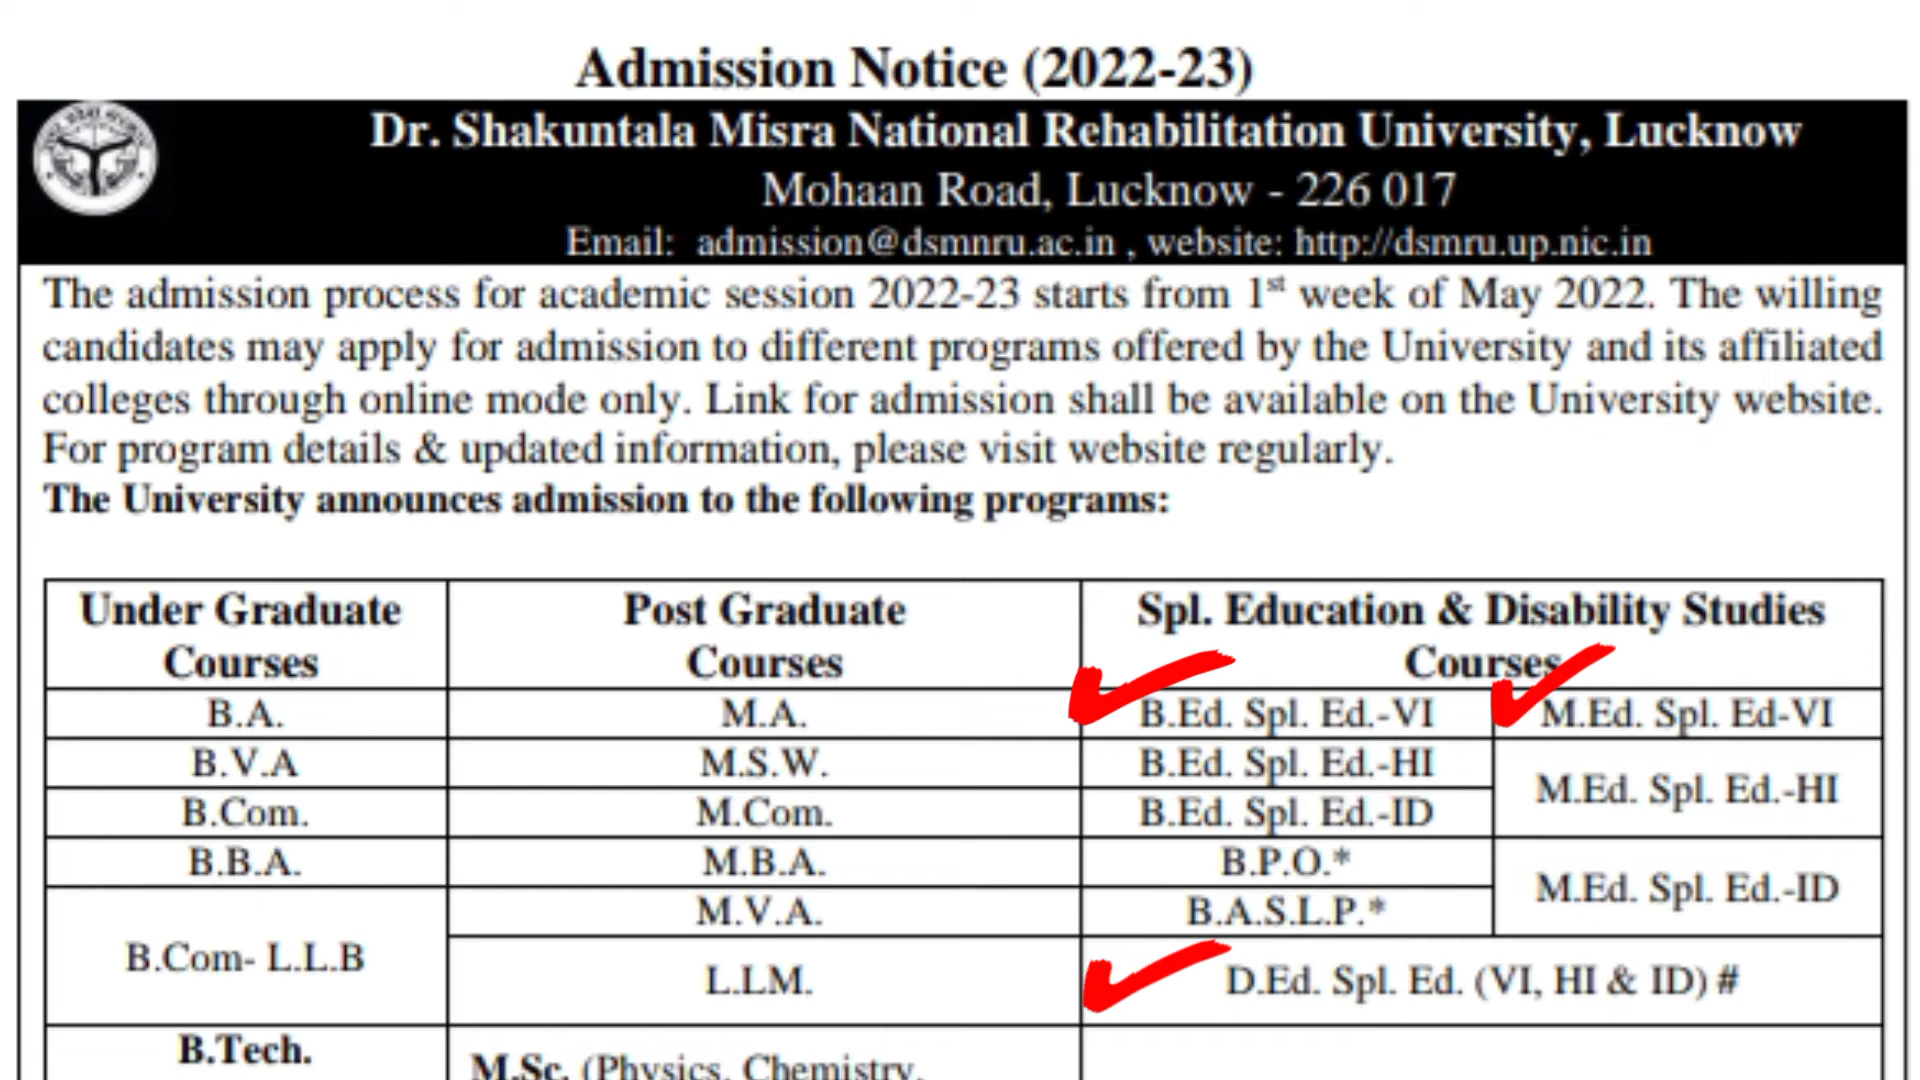 Admission Notice (2022-23)
Dr. Shakuntala Misra National Rehabilitation University, Lucknow
Mohaan Road, Lucknow - 226 017
Email: admission@dsmnru.ac.in , website: http://dsmru.up.nic.in
The admission process for academic session 2022-23 starts from 1st week of May 2022. The willing
candidates may apply for admission to different programs offered by the University and its affiliated
colleges through online mode only. Link for admission shall be available on the University website.
For program details & updated information, please visit website regularly.
The University announces admission to the following programs:
Under Graduate
Courses
Post Graduate
Courses
Spl. Education & Disability Studies
Courses
B.A.
M.A.
B.Ed. Spl. Ed.-VI
M.Ed. Spl. Ed-VI
B.V.A
M.S.W.
B.Ed. Spl. Ed.-HI
M.Ed. Spl. Ed.-HI
B.Com.
M.Com.
B.Ed. Spl. Ed.-ID
B.B.A.
M.B.A.
B.P.O.*
M.Ed. Spl. Ed.-ID
B.Com- L.L.B
M.V.A.
B.A.S.L.P.*
L.LM.
D.Ed. Spl. Ed. (VI, HI & ID) #
B.Tech.
M.Sc. (Physics, Chemistry,